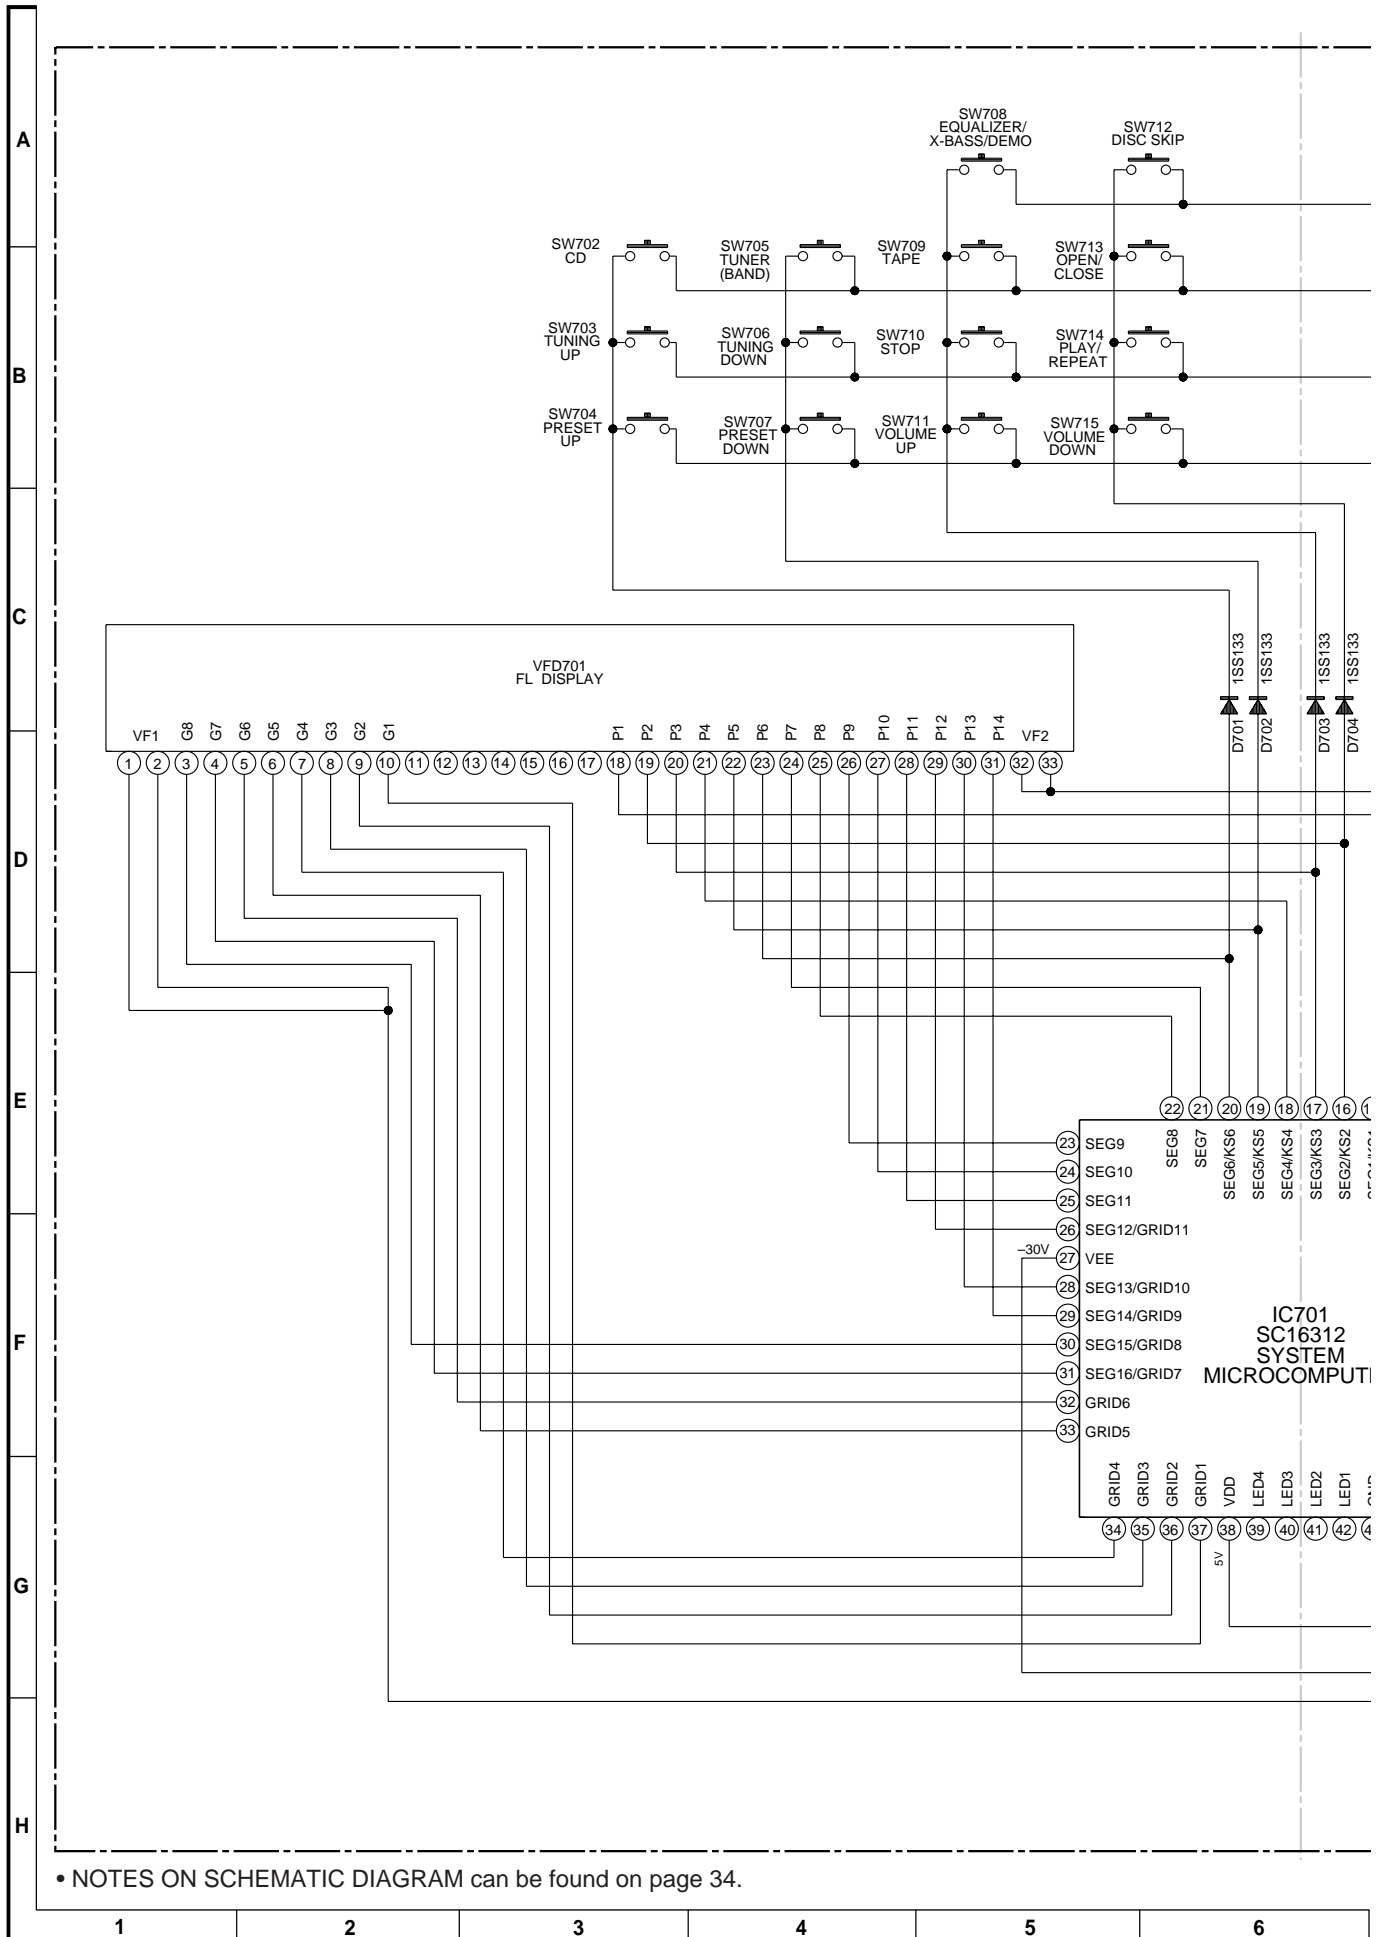 A
SW708
EQUALIZER/
X-BASS/DEMO
SW712
DISC SKIP
SW702
CD
SW705
TUNER
(BAND)
SW709
TAPE
SW713
OPEN/
CLOSE
B
SW703
TUNING
UP
SW706
TUNING
DOWN
SW710
STOP
SW714
PLAY/
REPEAT
SW704
PRESET
UP
SW707
PRESET
DOWN
SW711
VOLUME
UP
SW715
VOLUME
DOWN
C
VFD701
FL DISPLAY
1SS133
1SS133
1SS133
1SS133
D701
D702
D703
D704
VF1 G8 G7 G6 G5 G4 G3 G2 G1 P1 P2 P3 P4 P5 P6 P7 P8 P9 P10 P11 P12 P13 P14 VF2
1 2 3 4 5 6 7 8 9 10 11 12 13 14 15 16 17 18 19 20 21 22 23 24 25 26 27 28 29 30 31 32 33
D
E
22 21 20 19 18 17 16
SEG8 SEG7 SEG6/KS6 SEG5/KS5 SEG4/KS4 SEG3/KS3 SEG2/KS2
23 SEG9
24 SEG10
25 SEG11
26 SEG12/GRID11
–30V
27 VEE
28 SEG13/GRID10
29 SEG14/GRID9
30 SEG15/GRID8
31 SEG16/GRID7
32 GRID6
33 GRID5
F
IC701
SC16312
SYSTEM
MICROCOMPUT
GRID4 GRID3 GRID2 GRID1 VDD LED4 LED3 LED2 LED1
34 35 36 37 38 39 40 41 42
5V
G
H
• NOTES ON SCHEMATIC DIAGRAM can be found on page 34.
1 2 3 4 5 6